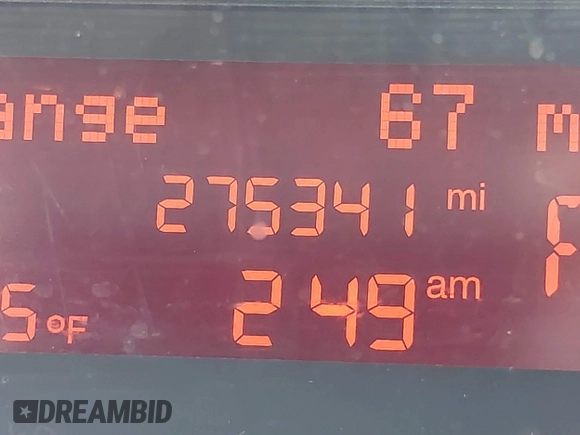 ange 67 m
275341 mi
5°F 249 am
DREAMBID